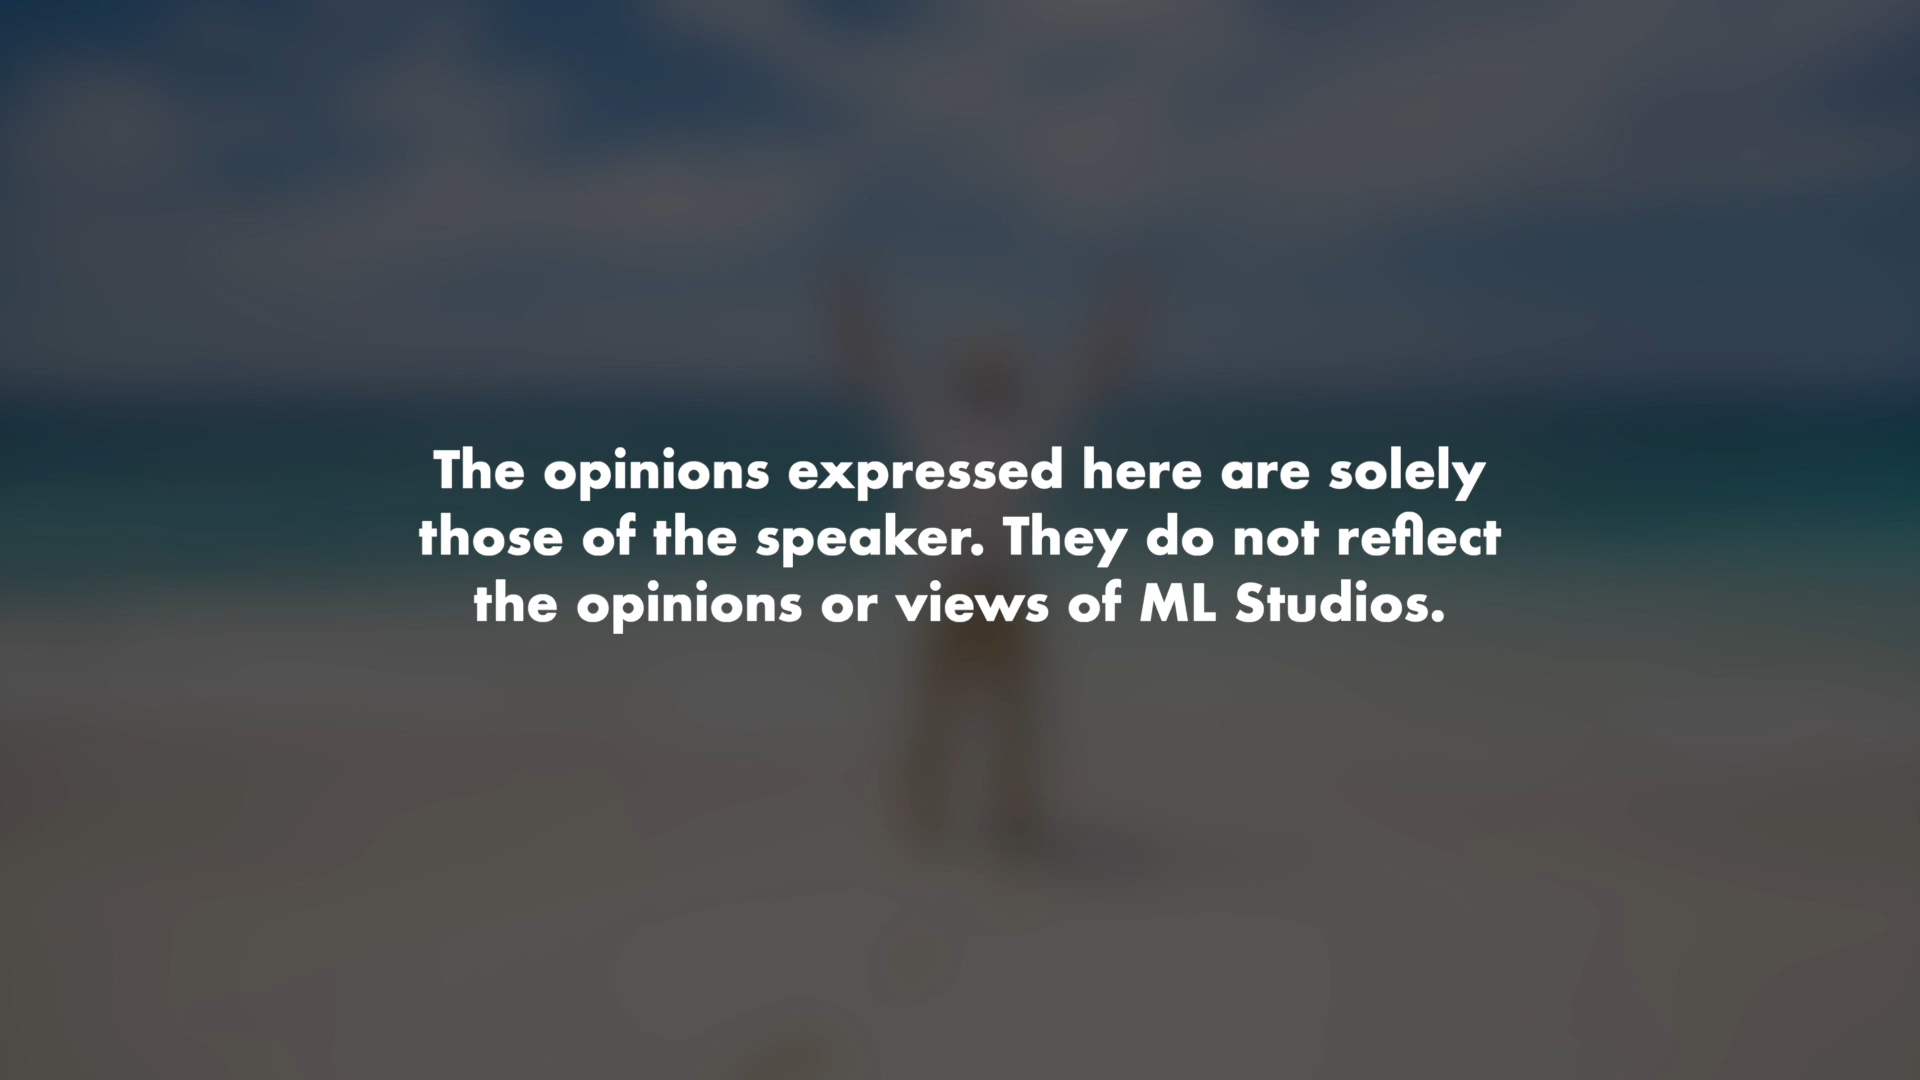 The opinions expressed here are solely
those of the speaker. They do not reflect
the opinions or views of ML Studios.